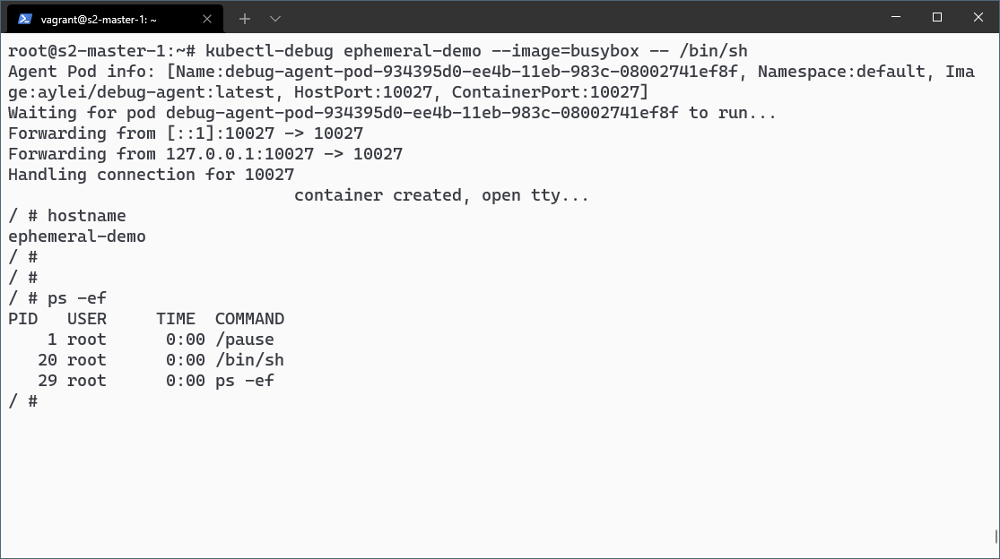 vagrant@s2-master-1: ~
root@s2-master-1:~# kubectl-debug ephemeral-demo --image=busybox -- /bin/sh
Agent Pod info: [Name:debug-agent-pod-934395d0-ee4b-11eb-983c-08002741ef8f, Namespace:default, Ima
ge:aylei/debug-agent:latest, HostPort:10027, ContainerPort:10027]
Waiting for pod debug-agent-pod-934395d0-ee4b-11eb-983c-08002741ef8f to run...
Forwarding from [::1]:10027 -> 10027
Forwarding from 127.0.0.1:10027 -> 10027
Handling connection for 10027
                             container created, open tty...
/ # hostname
ephemeral-demo
/ #
/ #
/ # ps -ef
PID   USER     TIME  COMMAND
    1 root      0:00 /pause
   20 root      0:00 /bin/sh
   29 root      0:00 ps -ef
/ #